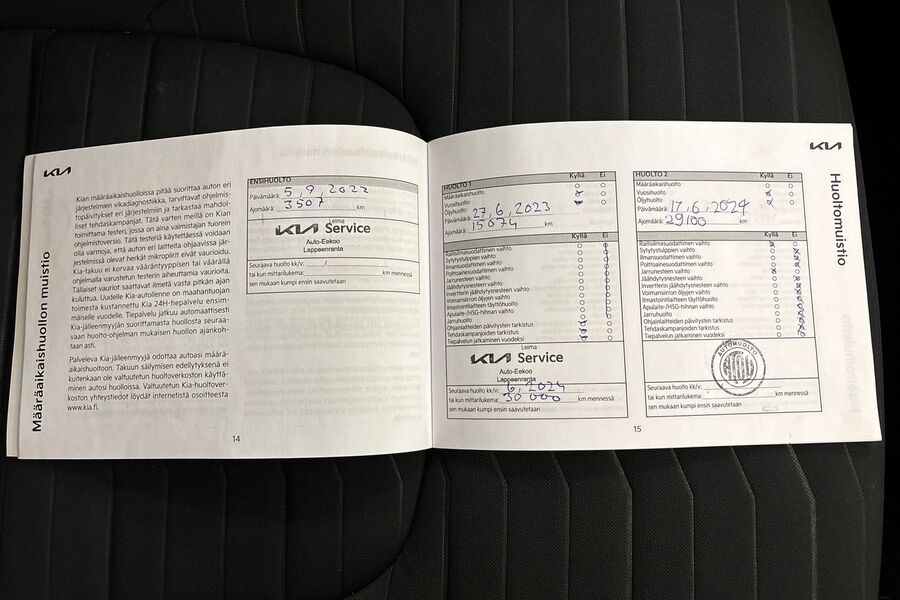 KIA
Määräaikaishuollon muistio
Kian määräaikaishuolloissa pitää suorittaa auton eri
järjestelmien vikadiagnostiikka, tarvittavat ohjelmis-
topäivitykset eri järjestelmiin ja tarkastaa mahdol-
liset tehdaskampanjat. Tätä varten meillä on Kian
toimittama testeri, jossa on aina valmistajan tuorein
ohjelmistoversio. Tätä testeriä käytettäessä voidaan
olla varmoja, että auton eri laitteita ohjaavissa jär-
jestelmissä olevat herkät mikropiirit eivät vaurioidu.
Kia-takuu ei korvaa vääräntyyppisen tai väärällä
ohjelmalla varustetun testerin aiheuttamia vaurioita.
Tällaiset vauriot saattavat ilmetä vasta pitkän ajan
kuluttua. Uudelle Kia-autollenne on maahantuojan
toimesta kustannettu Kia 24H-tiepalvelu ensim-
mäiselle vuodelle. Tiepalvelu jatkuu automaattisesti
Kia-jälleenmyyjän suorittamasta huollosta seuraa-
vaan huolto-ohjelman mukaisen huollon ajankoh-
taan asti.
Palveleva Kia-jälleenmyyjä odottaa autoasi määrä-
aikaishuoltoon. Takuun säilymisen edellytyksenä ei
kuitenkaan ole valtuutetun huoltoverkoston käyttä-
minen autosi huolloissa. Valtuutetun Kia-huoltover-
koston yhteystiedot löydät internetistä osoitteesta
www.kia.fi.
14
ENSIHUOLTO
Päivämäärä: 5,9,2022
Ajomäärä: 3507 km
Leima
KIA Service
Auto-Eekoo
Lappeenranta
Seuraava huolto kk/v: /
tai kun mittarilukema: km mennessä
sen mukaan kumpi ensin saavutetaan
HUOLTO 1 Kyllä Ei
Määräaikaishuolto
Vuosihuolto
Öljyhuolto
Päivämäärä: 27,6,2023
Ajomäärä: 15674 km
Kyllä Ei
Raitisilmasuodattimen vaihto
Sytytystulppien vaihto
Ilmansuodattimen vaihto
Polttoainesuodattimen vaihto
Jarrunesteen vaihto
Jäähdytysnesteen vaihto
Invertterin jäähdytysnesteen vaihto
Voimansiirron öljyjen vaihto
Ilmastointilaitteen täyttöhuolto
Apulaite-/HSG-hihnan vaihto
Jarruhuolto
Ohjainlaitteiden päivitysten tarkistus
Tehdaskampanjoiden tarkistus
Tiepalvelun jatkaminen vuodeksi
Leima
KIA Service
Auto-Eekoo
Lappeenranta
Seuraava huolto kk/v: 6,2024
tai kun mittarilukema: 30 000 km mennessä
sen mukaan kumpi ensin saavutetaan
HUOLTO 2 Kyllä Ei
Määräaikaishuolto
Vuosihuolto
Öljyhuolto
Päivämäärä: 17,6,2024
Ajomäärä: 29100 km
Kyllä Ei
Raitisilmasuodattimen vaihto
Sytytystulppien vaihto
Ilmansuodattimen vaihto
Polttoainesuodattimen vaihto
Jarrunesteen vaihto
Jäähdytysnesteen vaihto
Invertterin jäähdytysnesteen vaihto
Voimansiirron öljyjen vaihto
Ilmastointilaitteen täyttöhuolto
Apulaite-/HSG-hihnan vaihto
Jarruhuolto
Ohjainlaitteiden päivitysten tarkistus
Tehdaskampanjoiden tarkistus
Tiepalvelun jatkaminen vuodeksi
AUTOHUOLTO
Seuraava huolto kk/v:
tai kun mittarilukema: km mennessä
sen mukaan kumpi ensin saavutetaan
15
KIA
Huoltomuistio